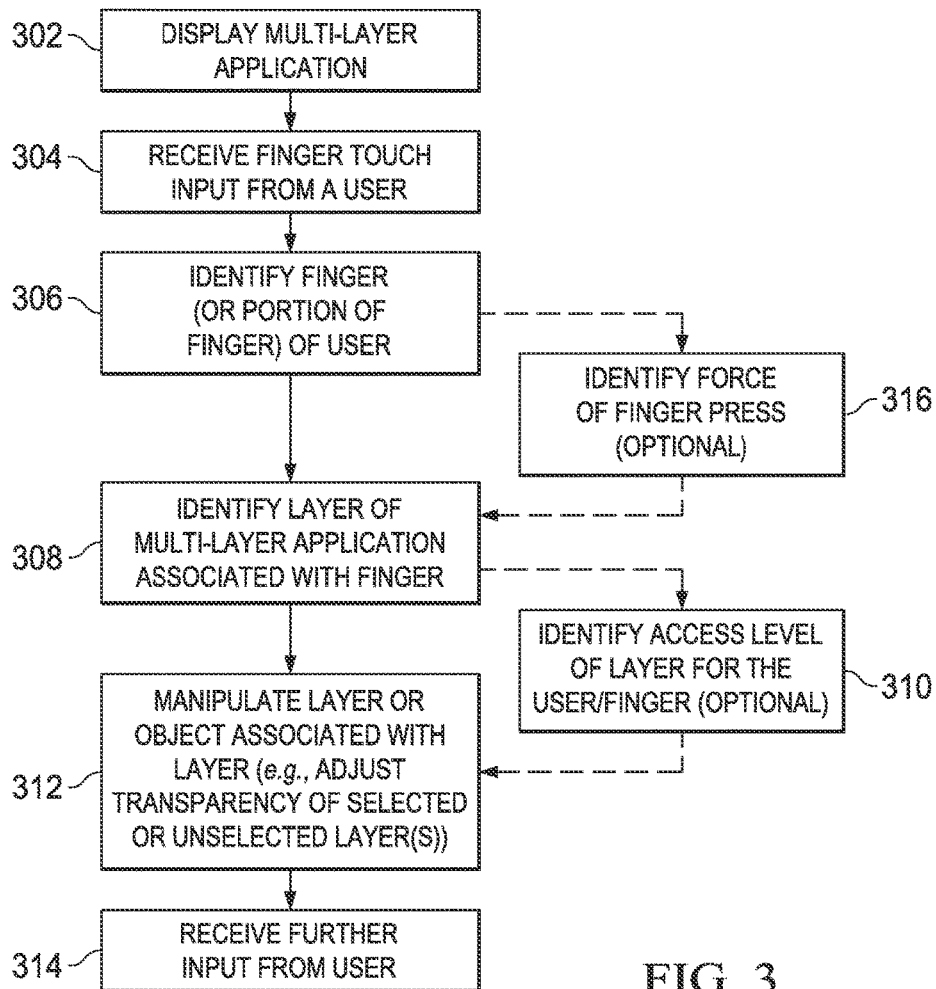 302
DISPLAY MULTI-LAYER
APPLICATION
304
RECEIVE FINGER TOUCH
INPUT FROM A USER
306
IDENTIFY FINGER
(OR PORTION OF
FINGER) OF USER
IDENTIFY FORCE
OF FINGER PRESS
(OPTIONAL)
316
308
IDENTIFY LAYER OF
MULTI-LAYER APPLICATION
ASSOCIATED WITH FINGER
IDENTIFY ACCESS LEVEL
OF LAYER FOR THE
USER/FINGER (OPTIONAL)
310
312
MANIPULATE LAYER OR
OBJECT ASSOCIATED WITH
LAYER (e.g., ADJUST
TRANSPARENCY OF SELECTED
OR UNSELECTED LAYER(S))
314
RECEIVE FURTHER
INPUT FROM USER
FIG. 3